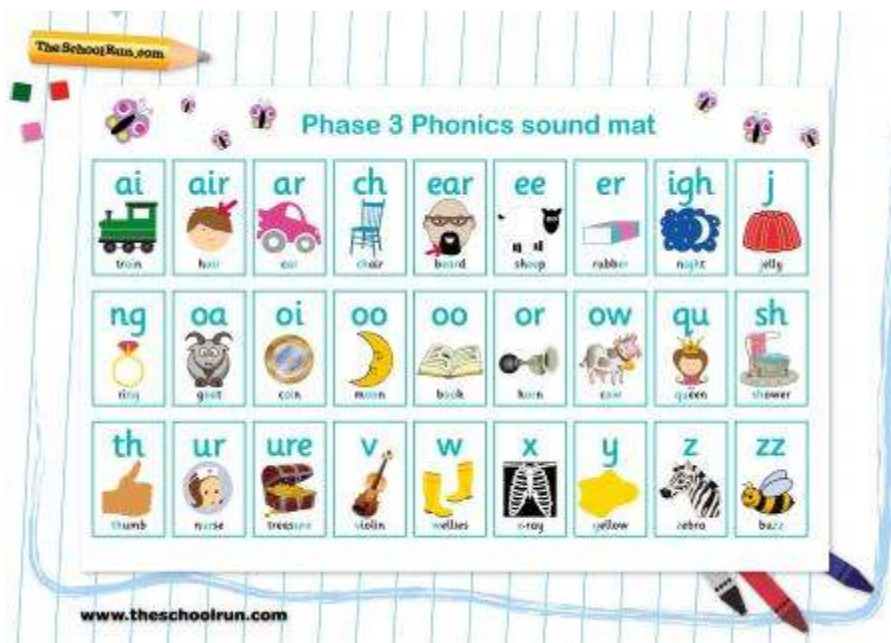 TheSchoolRun.com
Phase 3 Phonics sound mat
ai air ar ch ear ee er igh j
train hair car chair beard sheep rubber night jelly
ng oa oi oo oo or ow qu sh
ring goat coin moon book horn cow queen shower
th ur ure v w x y z zz
thumb nurse treasure violin wellies x-ray yellow zebra buzz
www.theschoolrun.com